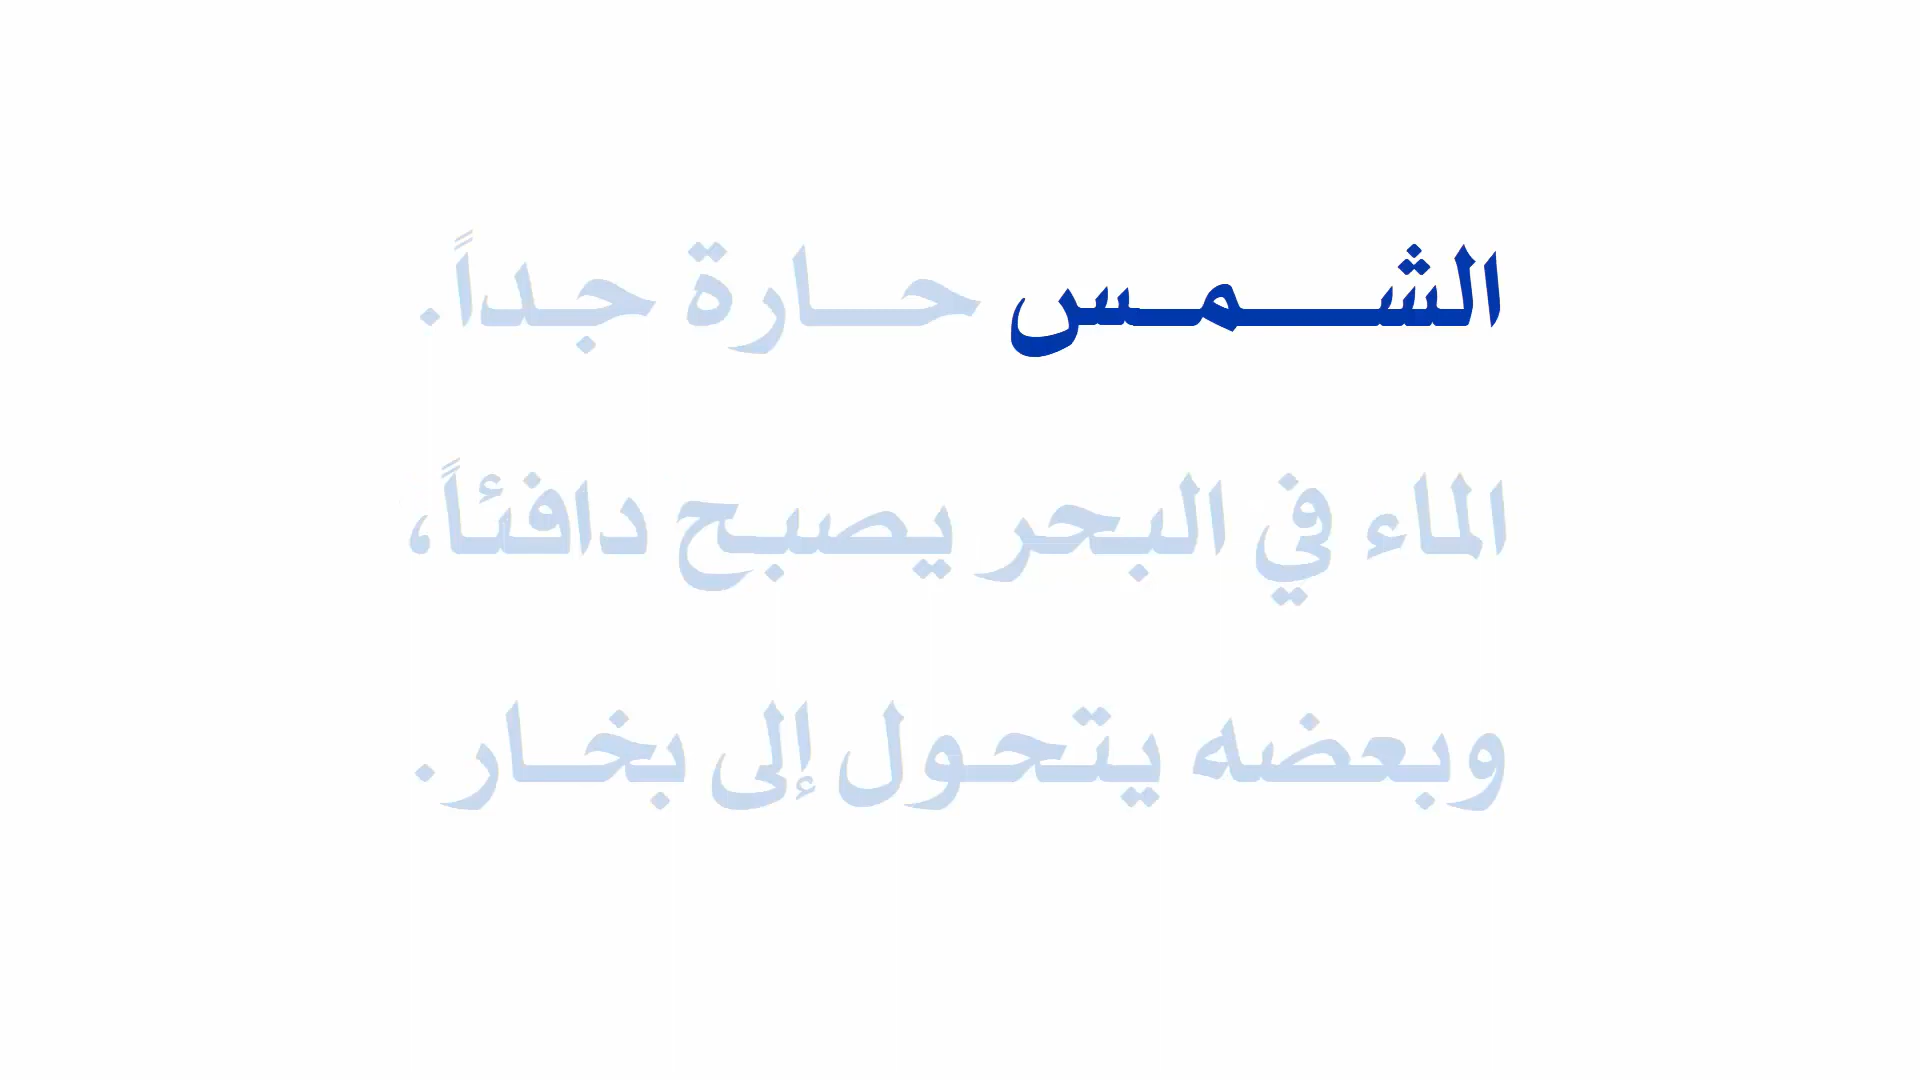 الشمس حارة جداً.
الماء في البحر يصبح دافئاً،
وبعضه يتحول إلى بخار.